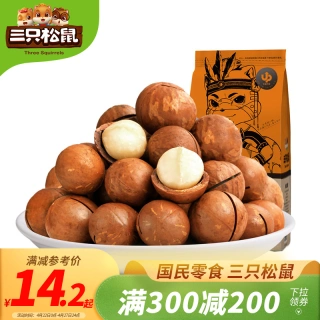 三只松鼠
Three Squirrels
满减参考价
¥14.2起
国民零食 三只松鼠
满300减200
下拉领券